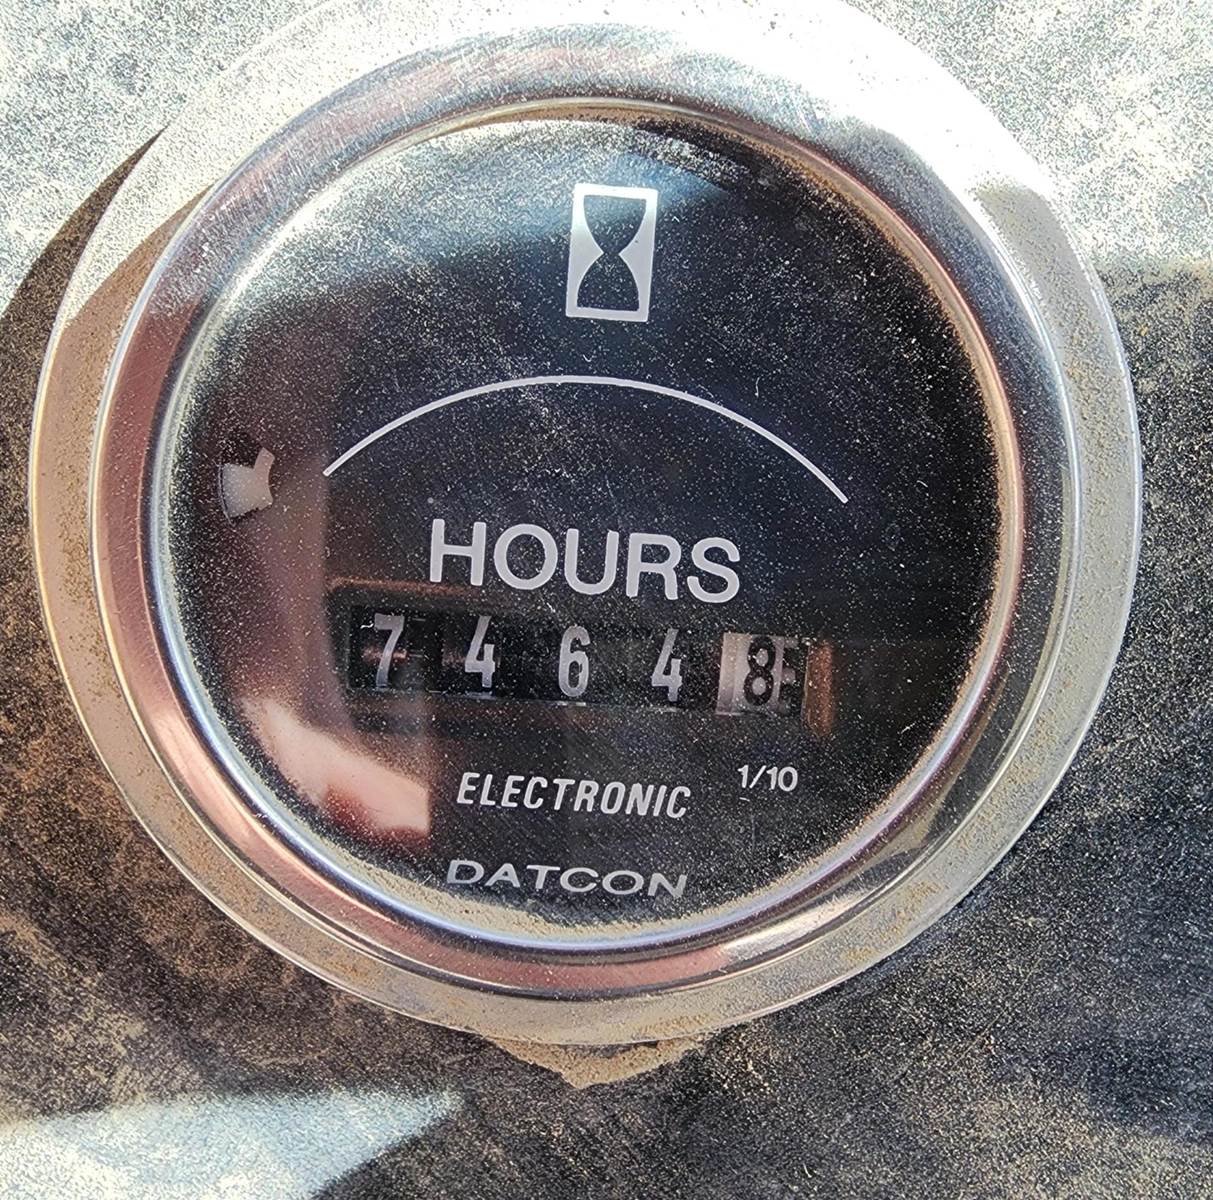 HOURS
7 4 6 4 8
1/10
ELECTRONIC
DATCON